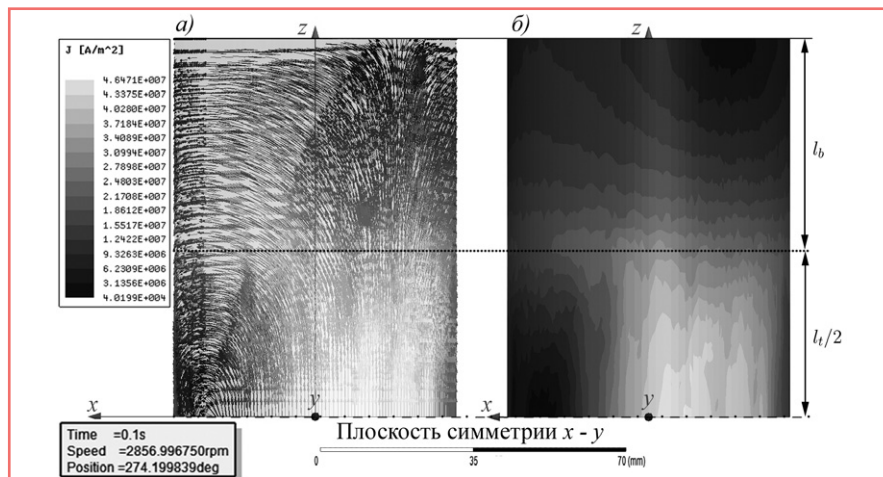 а)
z
б)
z
J [A/m^2]
4.6471E+007
4.3375E+007
4.0280E+007
3.7184E+007
3.4089E+007
3.0994E+007
2.7898E+007
2.4803E+007
2.1708E+007
1.8612E+007
1.5517E+007
1.2422E+007
9.3263E+006
6.2309E+006
3.1356E+006
4.0199E+004
l_b
l_t/2
x
y
x
y
Плоскость симметрии x - y
Time =0.1s
Speed =2856.996750rpm
Position =274.199839deg
0 35 70 (mm)